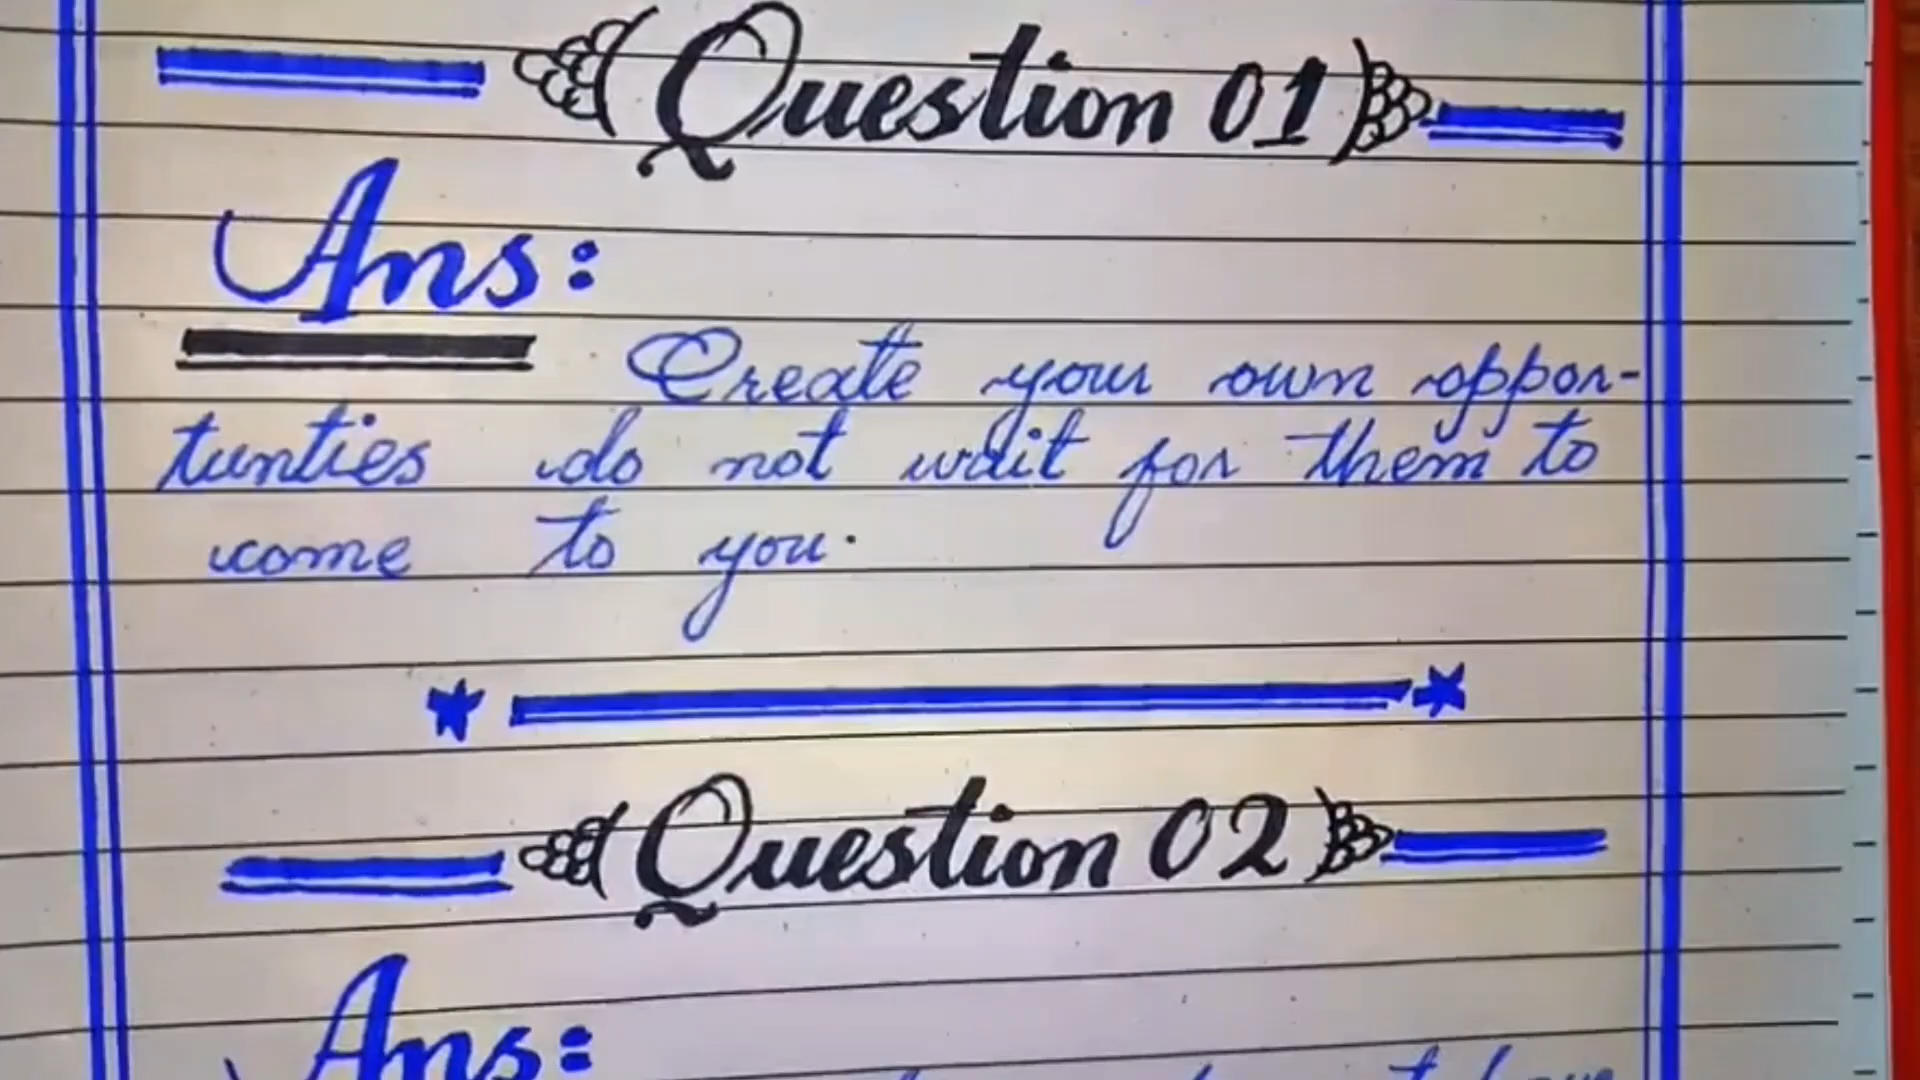 Question 01
Ans:
Create your own oppor-
tunties do not wait for them to
come to you.
Question 02
Ans: